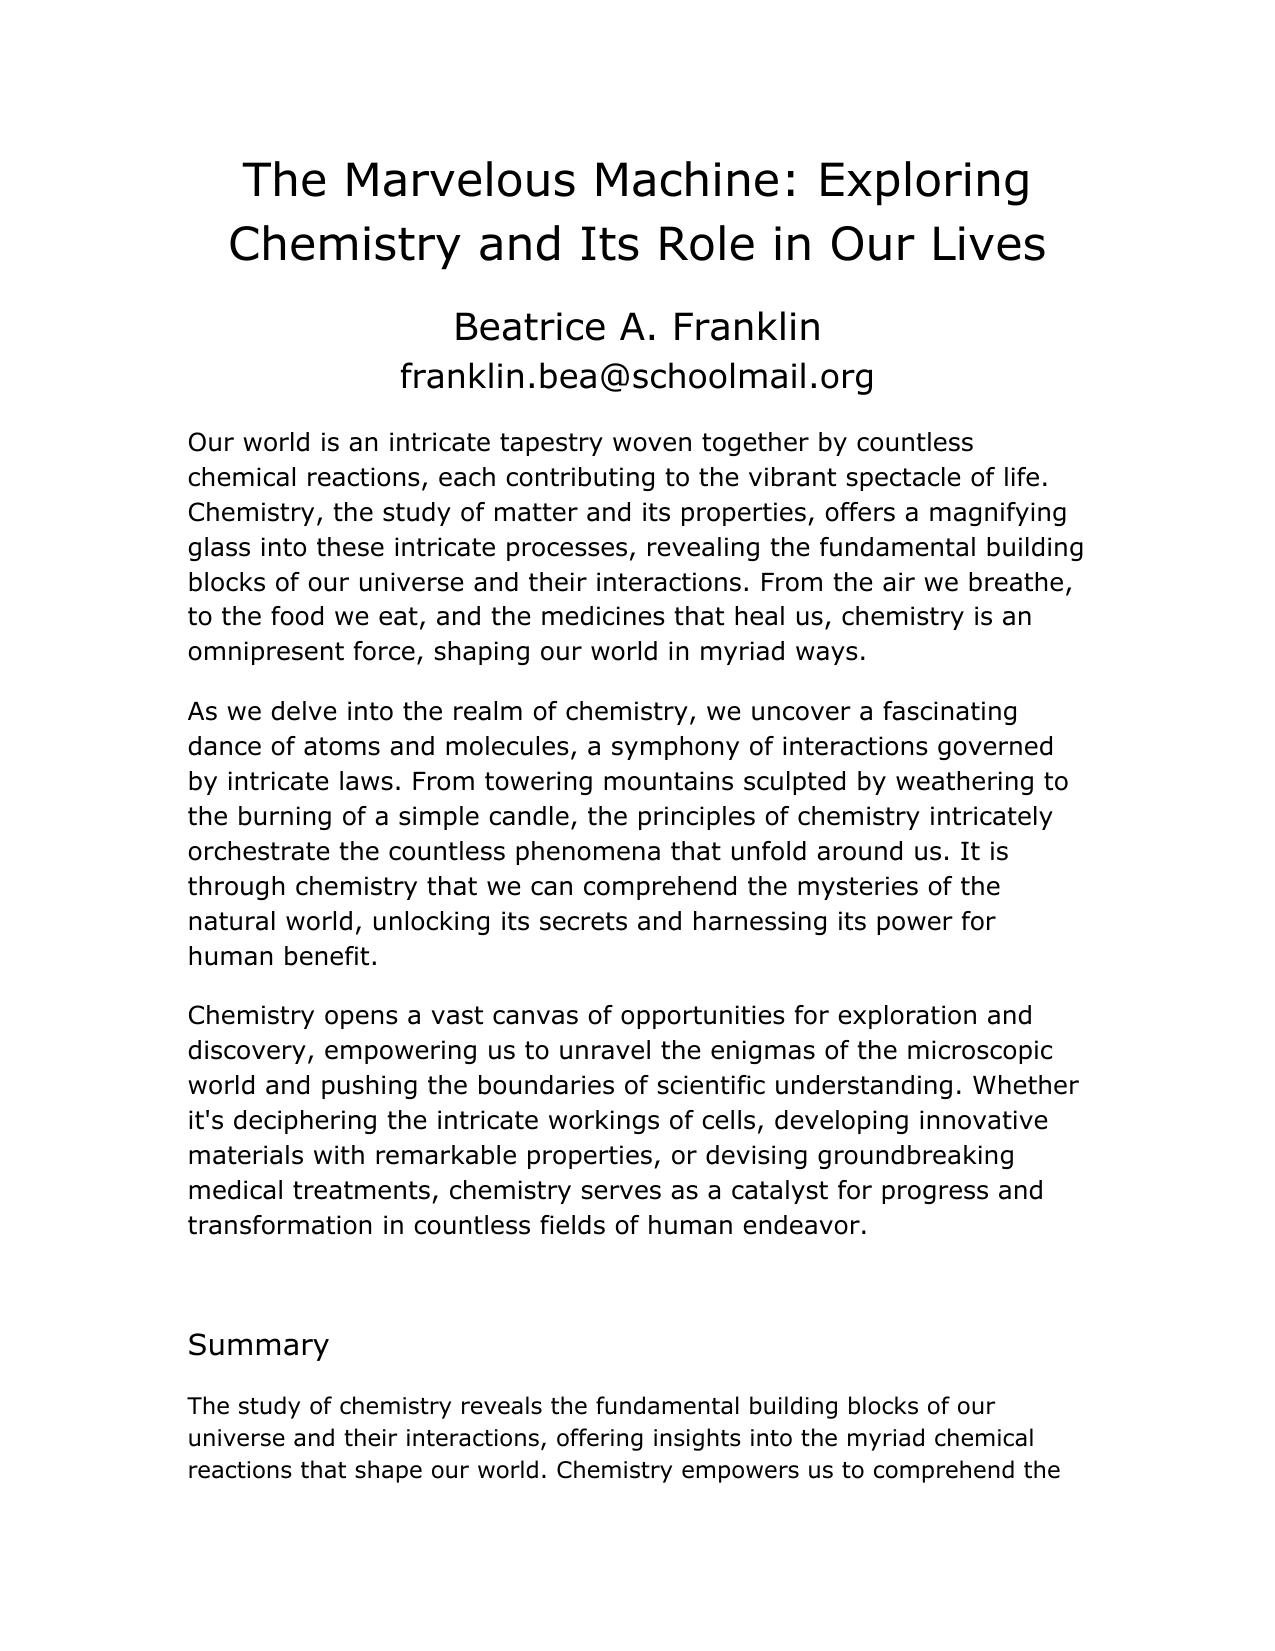 The Marvelous Machine: Exploring
Chemistry and Its Role in Our Lives
Beatrice A. Franklin
franklin.bea@schoolmail.org
Our world is an intricate tapestry woven together by countless
chemical reactions, each contributing to the vibrant spectacle of life.
Chemistry, the study of matter and its properties, offers a magnifying
glass into these intricate processes, revealing the fundamental building
blocks of our universe and their interactions. From the air we breathe,
to the food we eat, and the medicines that heal us, chemistry is an
omnipresent force, shaping our world in myriad ways.
As we delve into the realm of chemistry, we uncover a fascinating
dance of atoms and molecules, a symphony of interactions governed
by intricate laws. From towering mountains sculpted by weathering to
the burning of a simple candle, the principles of chemistry intricately
orchestrate the countless phenomena that unfold around us. It is
through chemistry that we can comprehend the mysteries of the
natural world, unlocking its secrets and harnessing its power for
human benefit.
Chemistry opens a vast canvas of opportunities for exploration and
discovery, empowering us to unravel the enigmas of the microscopic
world and pushing the boundaries of scientific understanding. Whether
it's deciphering the intricate workings of cells, developing innovative
materials with remarkable properties, or devising groundbreaking
medical treatments, chemistry serves as a catalyst for progress and
transformation in countless fields of human endeavor.
Summary
The study of chemistry reveals the fundamental building blocks of our
universe and their interactions, offering insights into the myriad chemical
reactions that shape our world. Chemistry empowers us to comprehend the